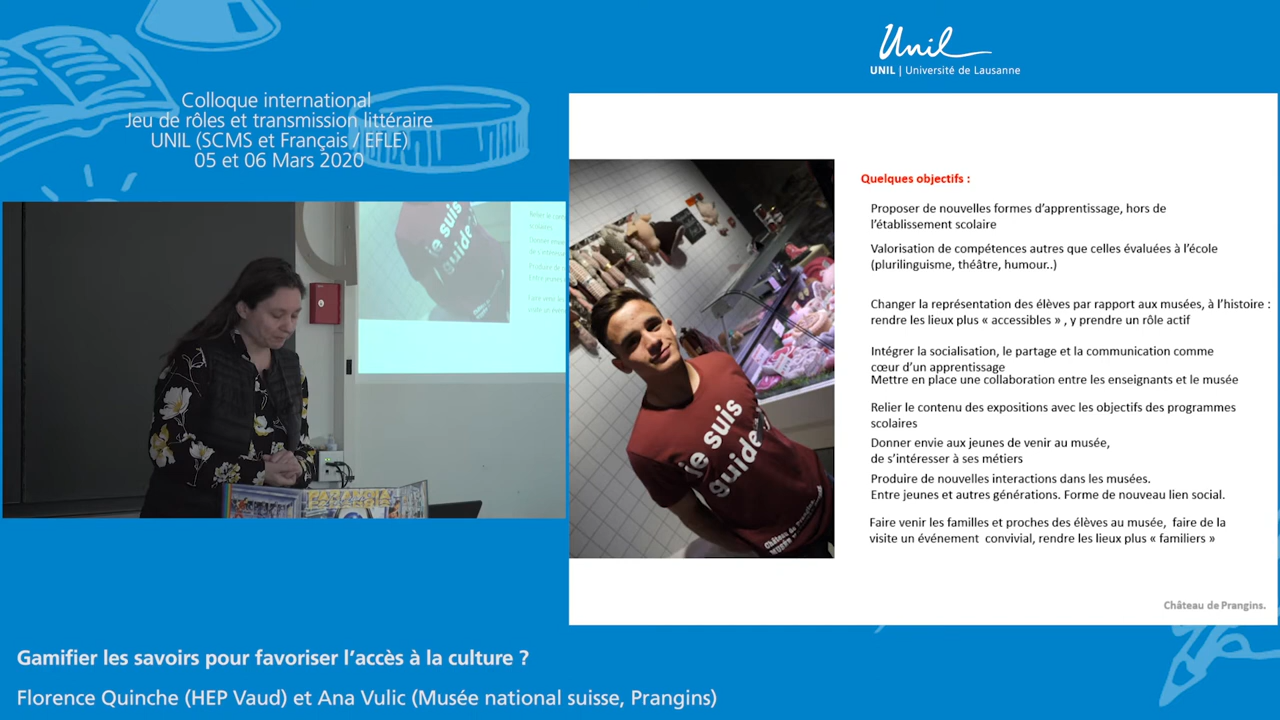 Unil
UNIL | Université de Lausanne
Colloque international
Jeu de rôles et transmission littéraire
UNIL (SCMS et Français / EFLE)
05 et 06 Mars 2020
je suis
guide
Relier le
scolaires
je suis
guide
Château de Prangins.
Quelques objectifs :
Proposer de nouvelles formes d’apprentissage, hors de
l’établissement scolaire
Valorisation de compétences autres que celles évaluées à l’école
(plurilinguisme, théâtre, humour..)
Changer la représentation des élèves par rapport aux musées, à l’histoire :
rendre les lieux plus « accessibles » , y prendre un rôle actif
Intégrer la socialisation, le partage et la communication comme
cœur d’un apprentissage
Mettre en place une collaboration entre les enseignants et le musée
Relier le contenu des expositions avec les objectifs des programmes
scolaires
Donner envie aux jeunes de venir au musée,
de s’intéresser à ses métiers
Produire de nouvelles interactions dans les musées.
Entre jeunes et autres générations. Forme de nouveau lien social.
Faire venir les familles et proches des élèves au musée, faire de la
visite un événement convivial, rendre les lieux plus « familiers »
Château de Prangins.
Gamifier les savoirs pour favoriser l’accès à la culture ?
Florence Quinche (HEP Vaud) et Ana Vulic (Musée national suisse, Prangins)